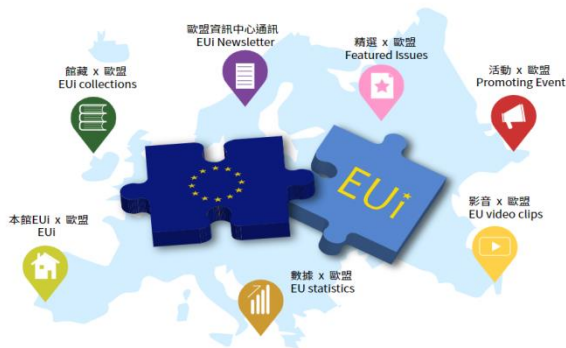 歐盟資訊中心通訊
EUi Newsletter
精選 x 歐盟
Featured Issues
館藏 x 歐盟
EUi collections
活動 x 歐盟
Promoting Event
EUi
影音 x 歐盟
EU video clips
本館EUi x 歐盟
EUi
數據 x 歐盟
EU statistics